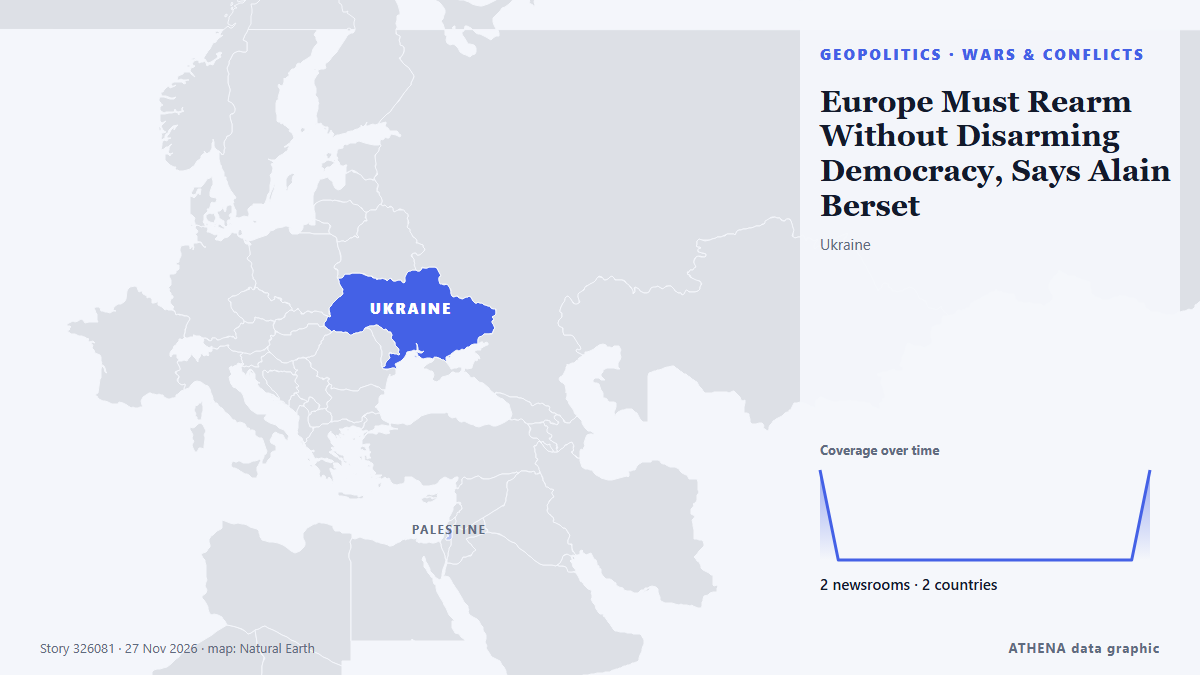 GEOPOLITICS · WARS & CONFLICTS
Europe Must Rearm
Without Disarming
Democracy, Says Alain
Berset
Ukraine
UKRAINE
PALESTINE
Coverage over time
2 newsrooms · 2 countries
Story 326081 · 27 Nov 2026 · map: Natural Earth
ATHENA data graphic